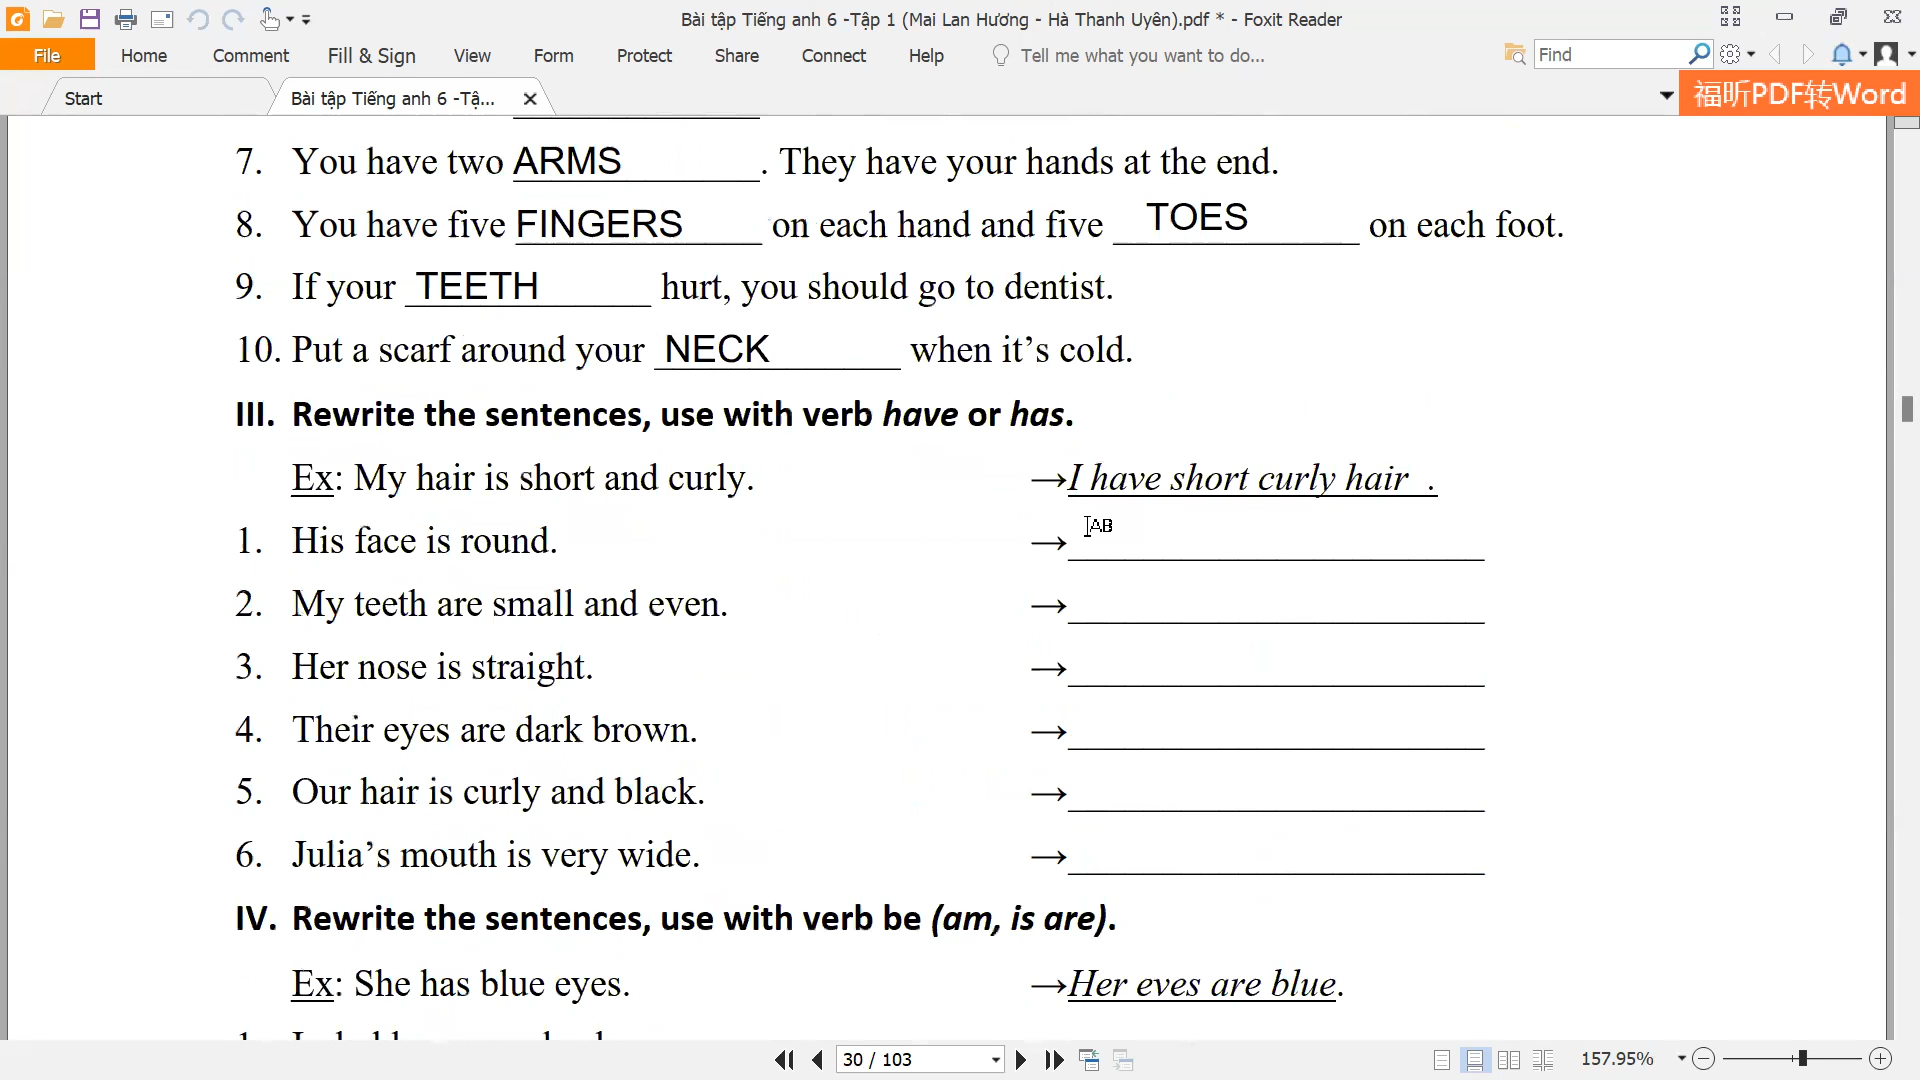 Bài tập Tiếng anh 6 -Tập 1 (Mai Lan Hương - Hà Thanh Uyên).pdf * - Foxit Reader
File Home Comment Fill & Sign View Form Protect Share Connect Help Tell me what you want to do... Find
Start Bài tập Tiếng anh 6 -Tậ... 福昕PDF转Word
7. You have two ARMS. They have your hands at the end.
8. You have five FINGERS on each hand and five TOES on each foot.
9. If your TEETH hurt, you should go to dentist.
10. Put a scarf around your NECK when it’s cold.
III. Rewrite the sentences, use with verb have or has.
Ex: My hair is short and curly. →I have short curly hair .
1. His face is round. →
2. My teeth are small and even. →
3. Her nose is straight. →
4. Their eyes are dark brown. →
5. Our hair is curly and black. →
6. Julia’s mouth is very wide. →
IV. Rewrite the sentences, use with verb be (am, is are).
Ex: She has blue eyes. →Her eves are blue.
30 / 103 157.95%